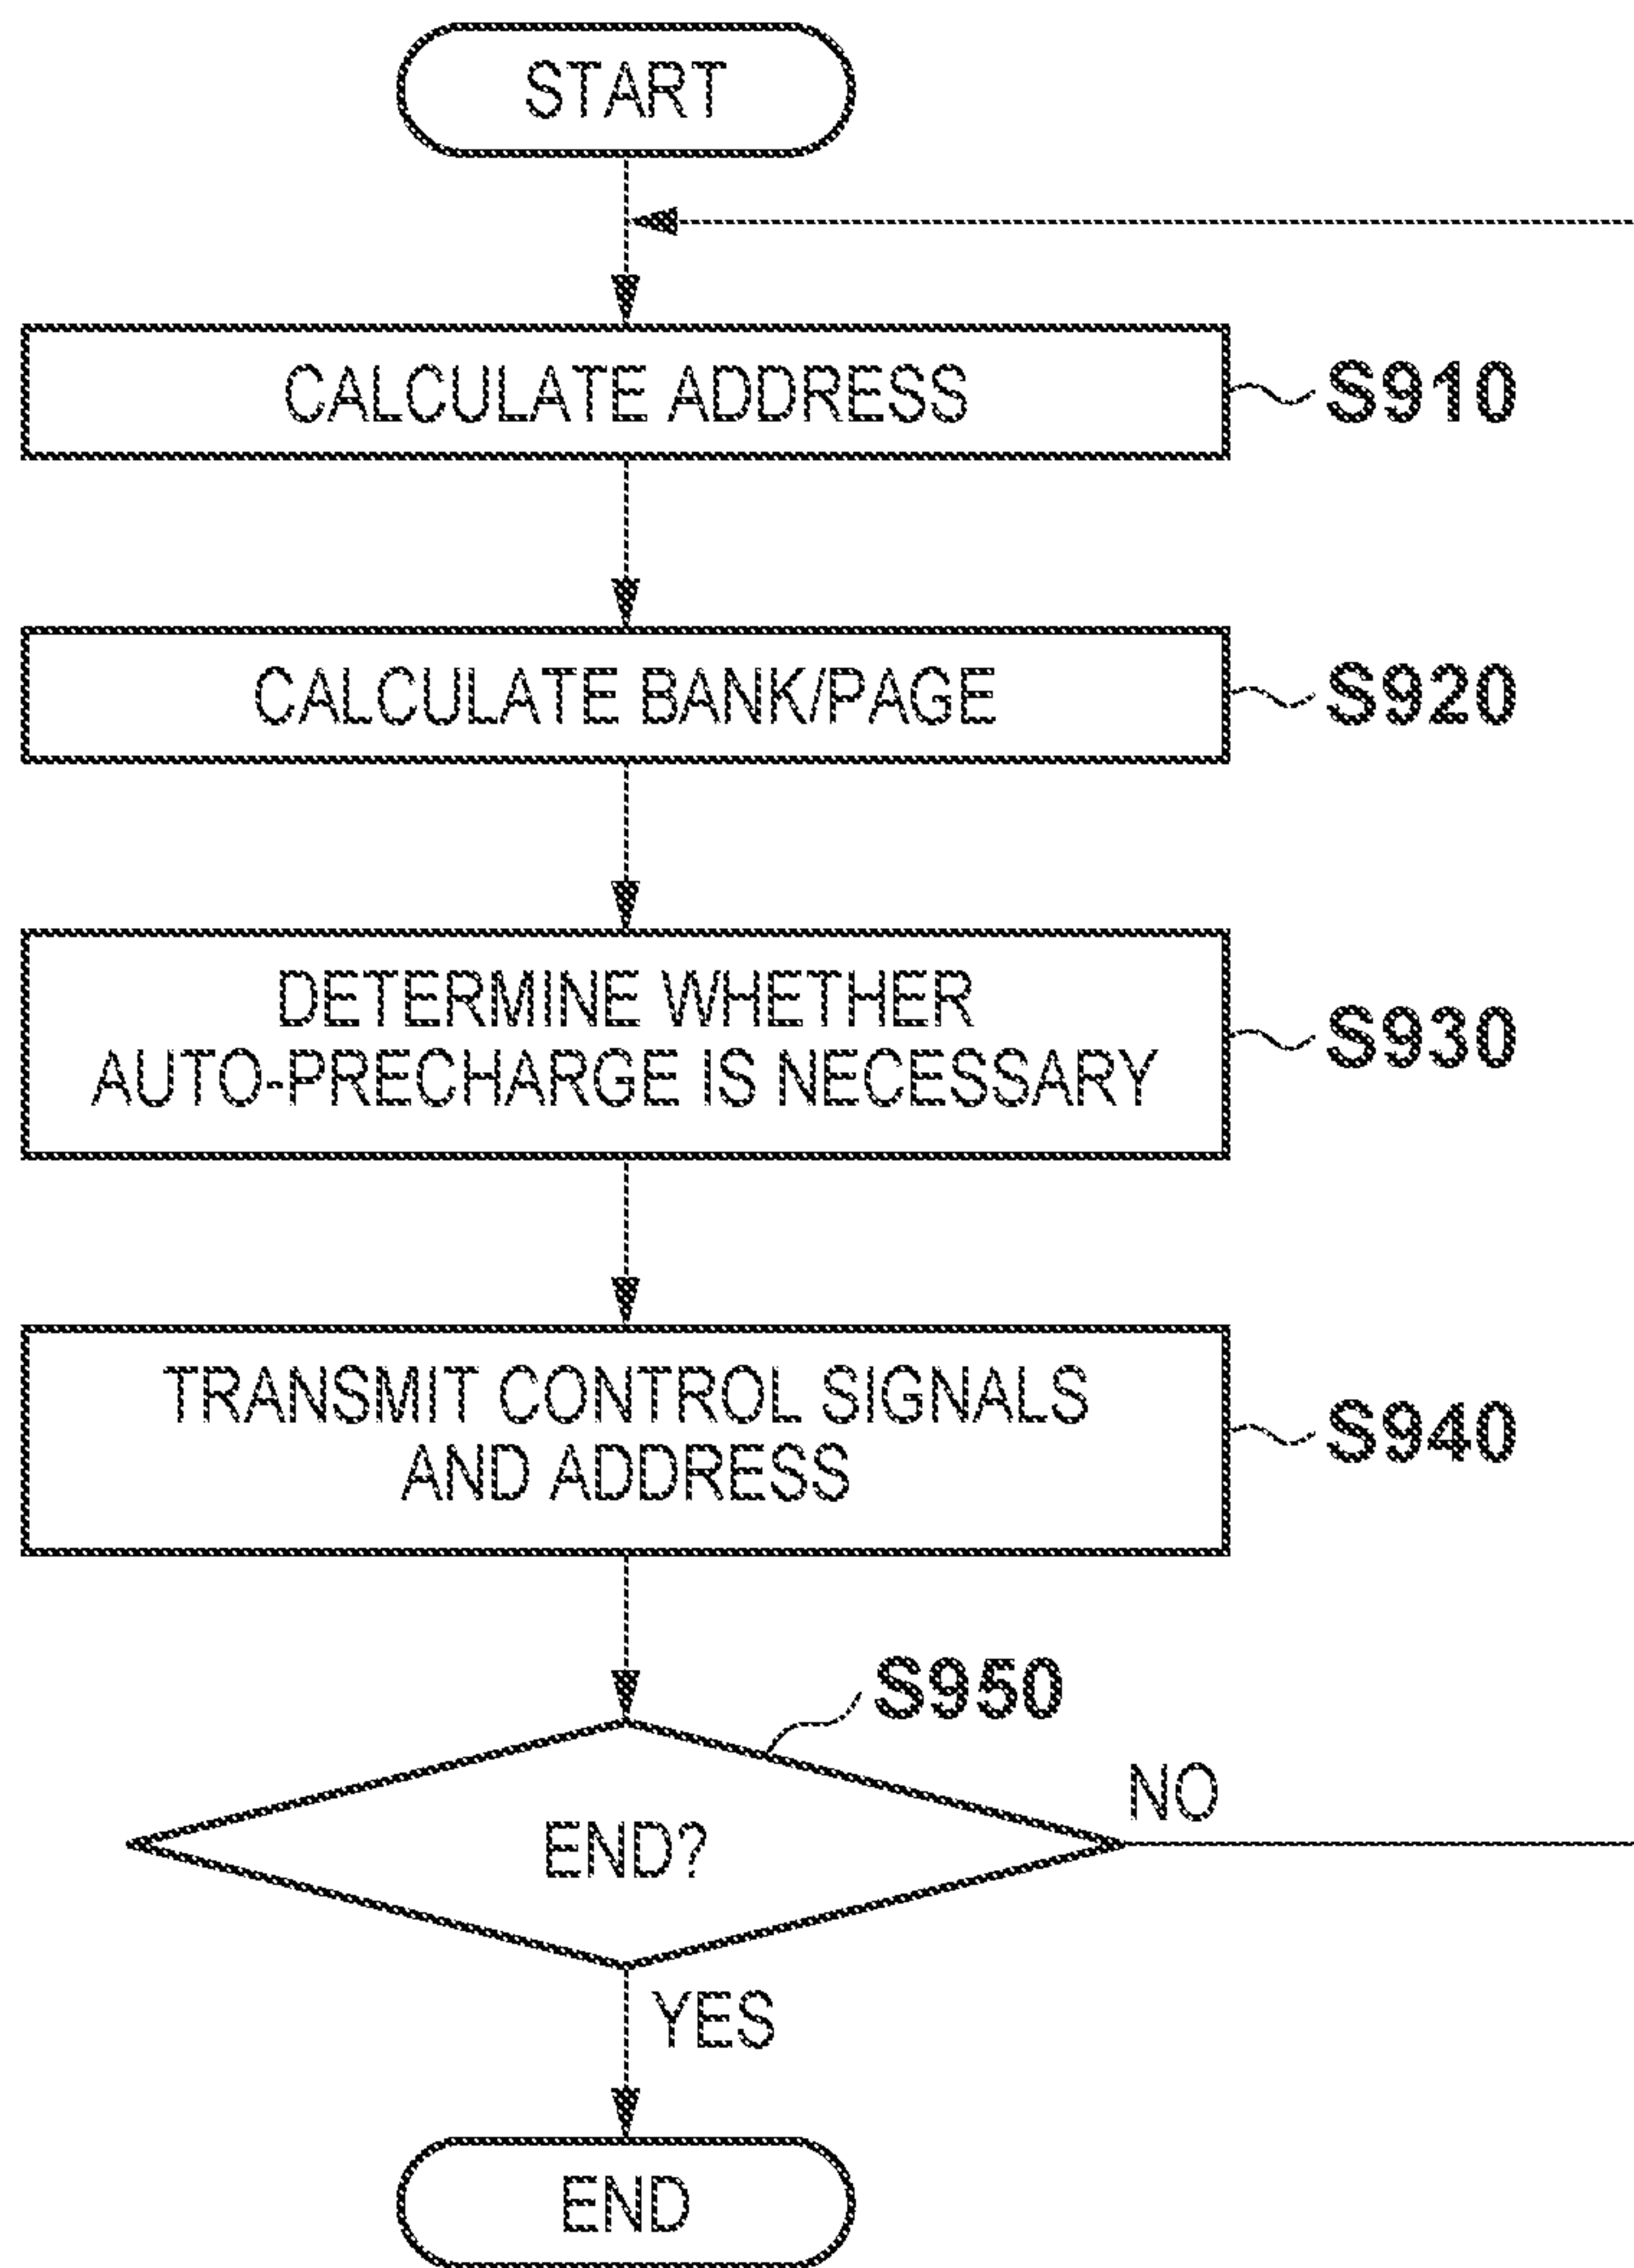 START
CALCULATE ADDRESS
S910
CALCULATE BANK/PAGE
S920
DETERMINE WHETHER
AUTO-PRECHARGE IS NECESSARY
S930
TRANSMIT CONTROL SIGNALS
AND ADDRESS
S940
S950
END?
NO
YES
END